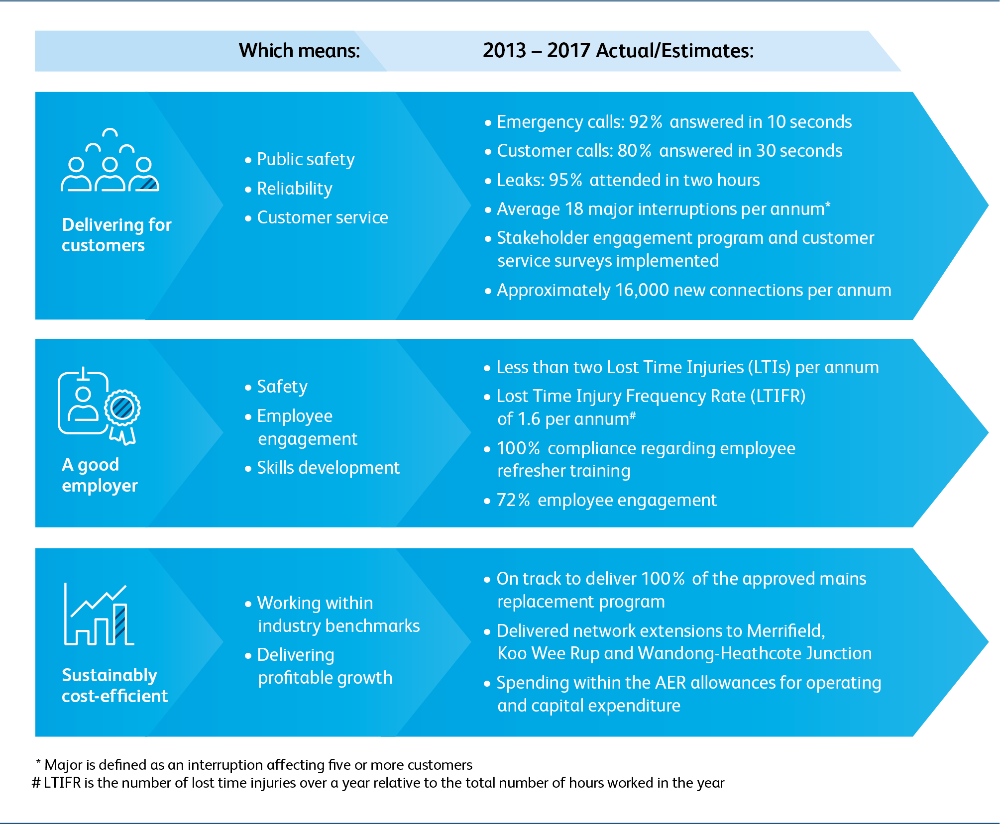 Which means:
2013 – 2017 Actual/Estimates:
Delivering for
customers
• Public safety
• Reliability
• Customer service
• Emergency calls: 92% answered in 10 seconds
• Customer calls: 80% answered in 30 seconds
• Leaks: 95% attended in two hours
• Average 18 major interruptions per annum*
• Stakeholder engagement program and customer
service surveys implemented
• Approximately 16,000 new connections per annum
A good
employer
• Safety
• Employee
engagement
• Skills development
• Less than two Lost Time Injuries (LTIs) per annum
• Lost Time Injury Frequency Rate (LTIFR)
of 1.6 per annum#
• 100% compliance regarding employee
refresher training
• 72% employee engagement
Sustainably
cost-efficient
• Working within
industry benchmarks
• Delivering
profitable growth
• On track to deliver 100% of the approved mains
replacement program
• Delivered network extensions to Merrifield,
Koo Wee Rup and Wandong-Heathcote Junction
• Spending within the AER allowances for operating
and capital expenditure
* Major is defined as an interruption affecting five or more customers
# LTIFR is the number of lost time injuries over a year relative to the total number of hours worked in the year